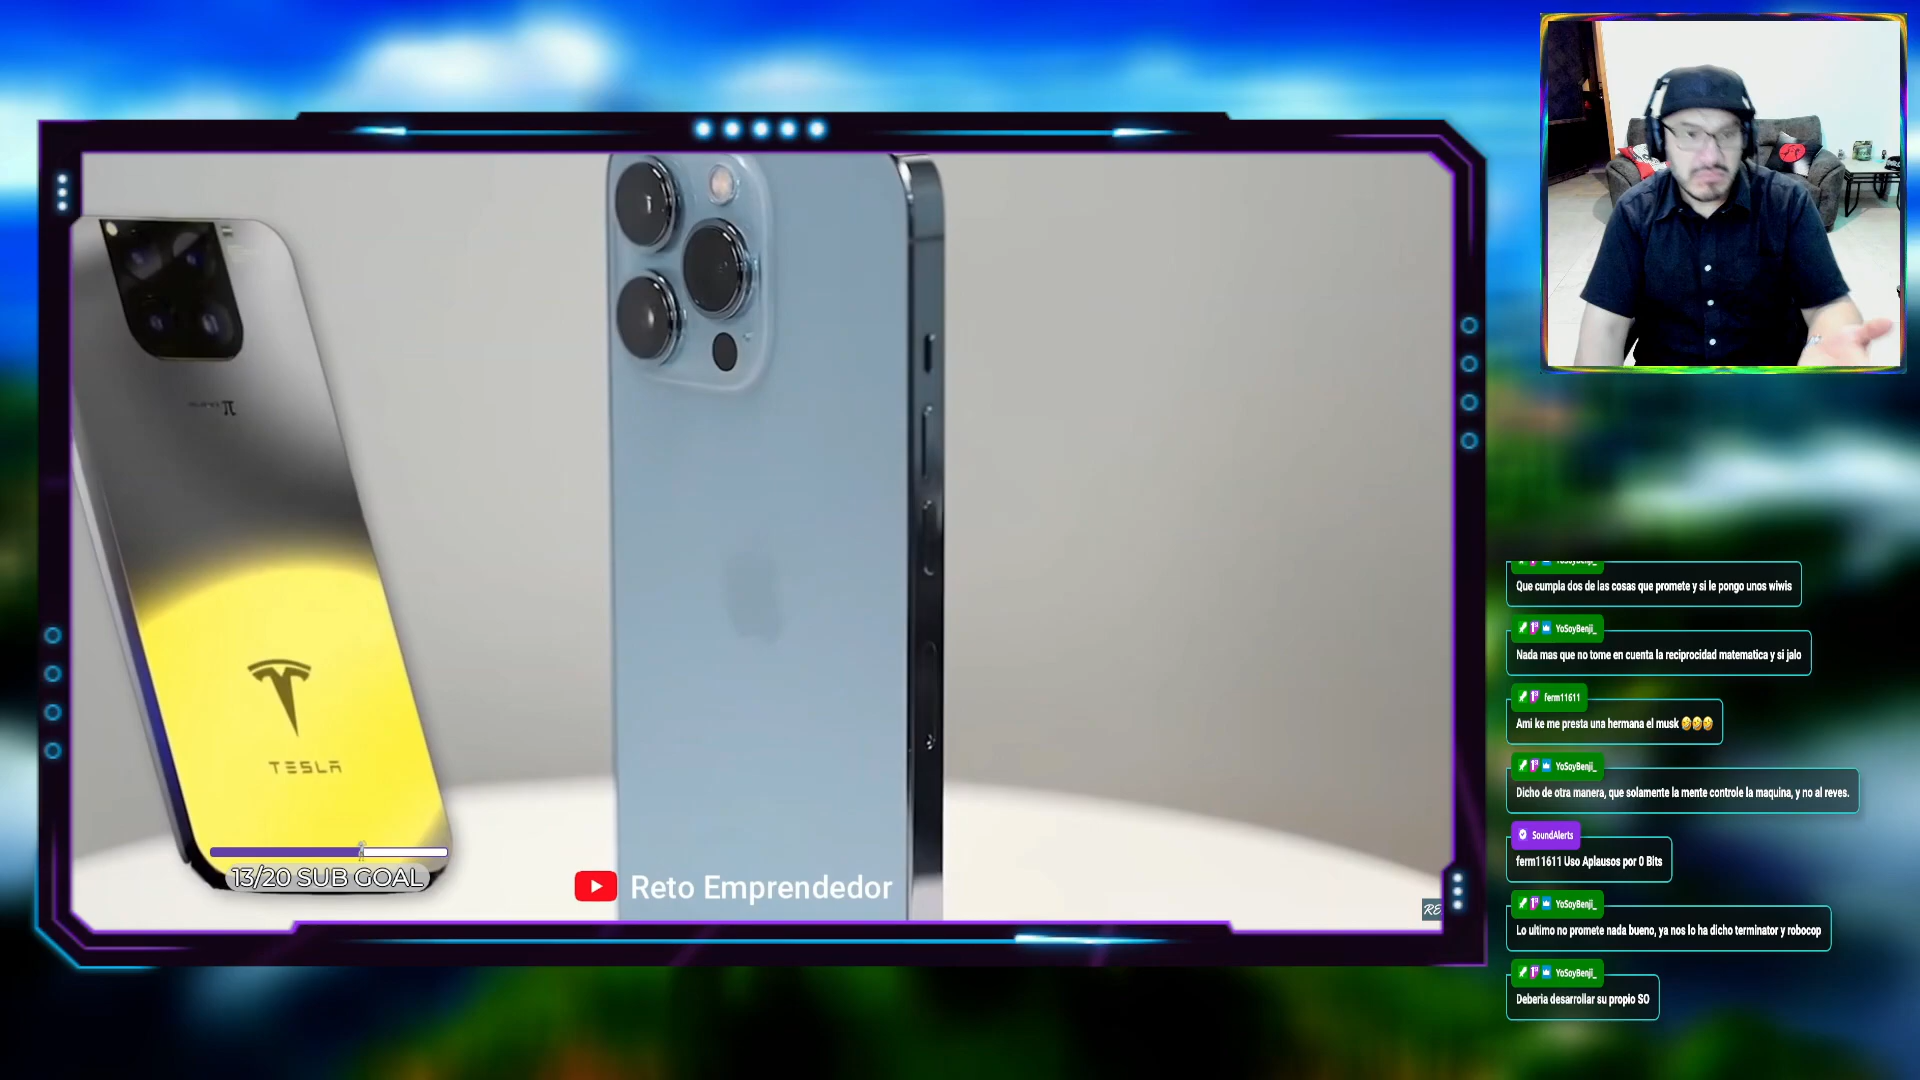 π
TESLA
13/20 SUB GOAL
Reto Emprendedor
RE
Que cumpla dos de las cosas que promete y si le pongo unos wiwis
YoSoyBenji_
Nada mas que no tome en cuenta la reciprocidad matematica y si jalo
ferm11611
Ami ke me presta una hermana el musk 🤣🤣🤣
YoSoyBenji_
Dicho de otra manera, que solamente la mente controle la maquina, y no al reves.
SoundAlerts
ferm11611 Uso Aplausos por 0 Bits
YoSoyBenji_
Lo ultimo no promete nada bueno, ya nos lo ha dicho terminator y robocop
YoSoyBenji_
Deberia desarrollar su propio SO